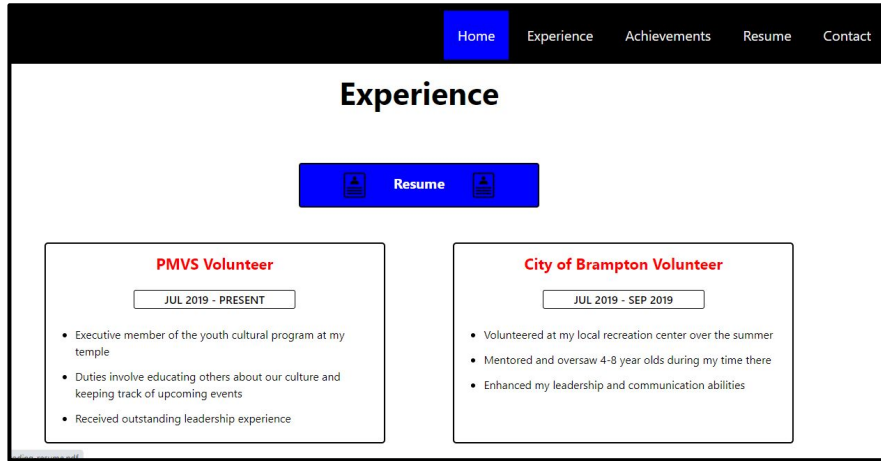 Home Experience Achievements Resume Contact
Experience
Resume
PMVS Volunteer
JUL 2019 - PRESENT
• Executive member of the youth cultural program at my
temple
• Duties involve educating others about our culture and
keeping track of upcoming events
• Received outstanding leadership experience
City of Brampton Volunteer
JUL 2019 - SEP 2019
• Volunteered at my local recreation center over the summer
• Mentored and oversaw 4-8 year olds during my time there
• Enhanced my leadership and communication abilities